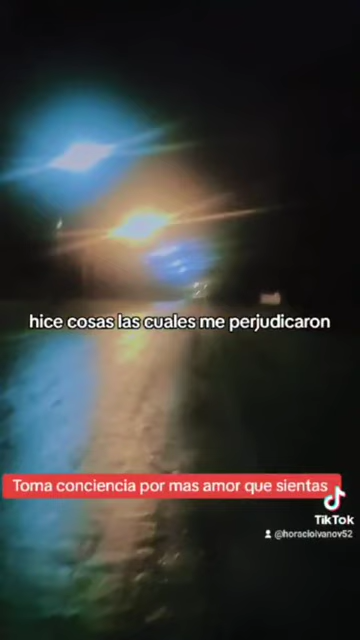 hice cosas las cuales me perjudicaron
Toma conciencia por mas amor que sientas
TikTok
@horacioivanov52